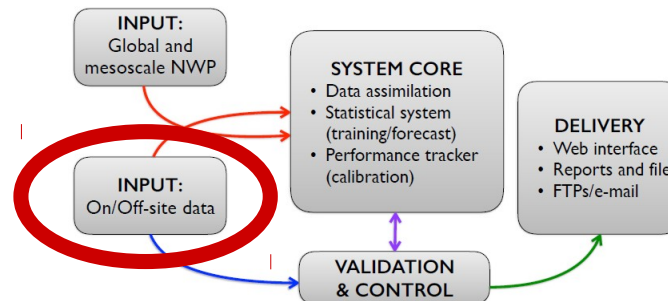 INPUT:
Global and
mesoscale NWP
INPUT:
On/Off-site data
SYSTEM CORE
• Data assimilation
• Statistical system
(training/forecast)
• Performance tracker
(calibration)
VALIDATION
& CONTROL
DELIVERY
• Web interface
• Reports and file
• FTPs/e-mail